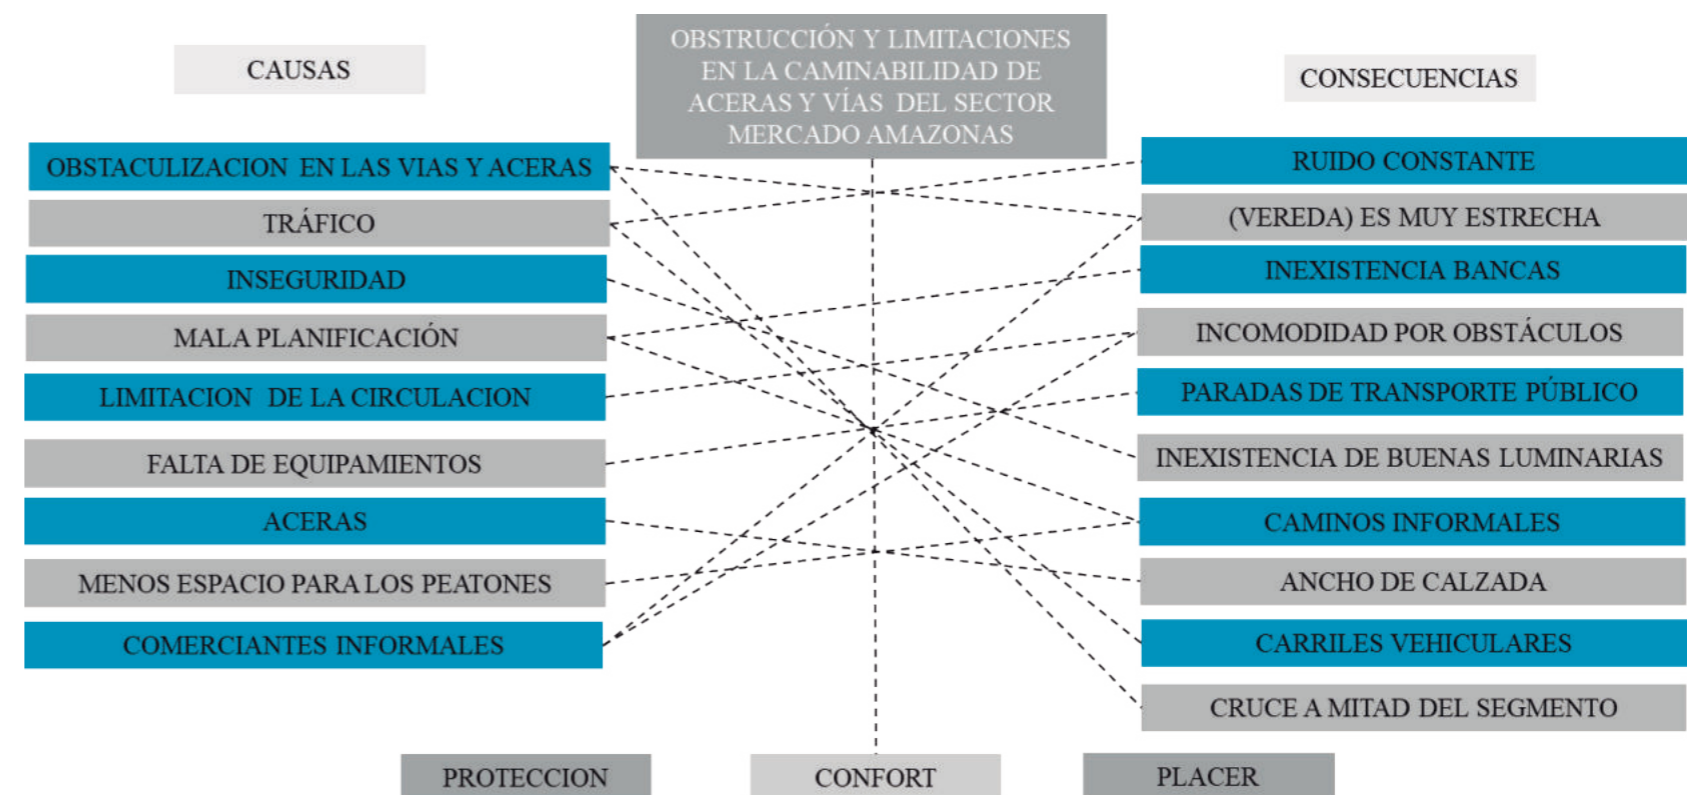 CAUSAS
OBSTRUCCIÓN Y LIMITACIONES
EN LA CAMINABILIDAD DE
ACERAS Y VÍAS DEL SECTOR
MERCADO AMAZONAS
CONSECUENCIAS
OBSTACULIZACION EN LAS VIAS Y ACERAS
TRÁFICO
INSEGURIDAD
MALA PLANIFICACIÓN
LIMITACION DE LA CIRCULACION
FALTA DE EQUIPAMIENTOS
ACERAS
MENOS ESPACIO PARA LOS PEATONES
COMERCIANTES INFORMALES
RUIDO CONSTANTE
(VEREDA) ES MUY ESTRECHA
INEXISTENCIA BANCAS
INCOMODIDAD POR OBSTÁCULOS
PARADAS DE TRANSPORTE PÚBLICO
INEXISTENCIA DE BUENAS LUMINARIAS
CAMINOS INFORMALES
ANCHO DE CALZADA
CARRILES VEHICULARES
CRUCE A MITAD DEL SEGMENTO
PROTECCION
CONFORT
PLACER